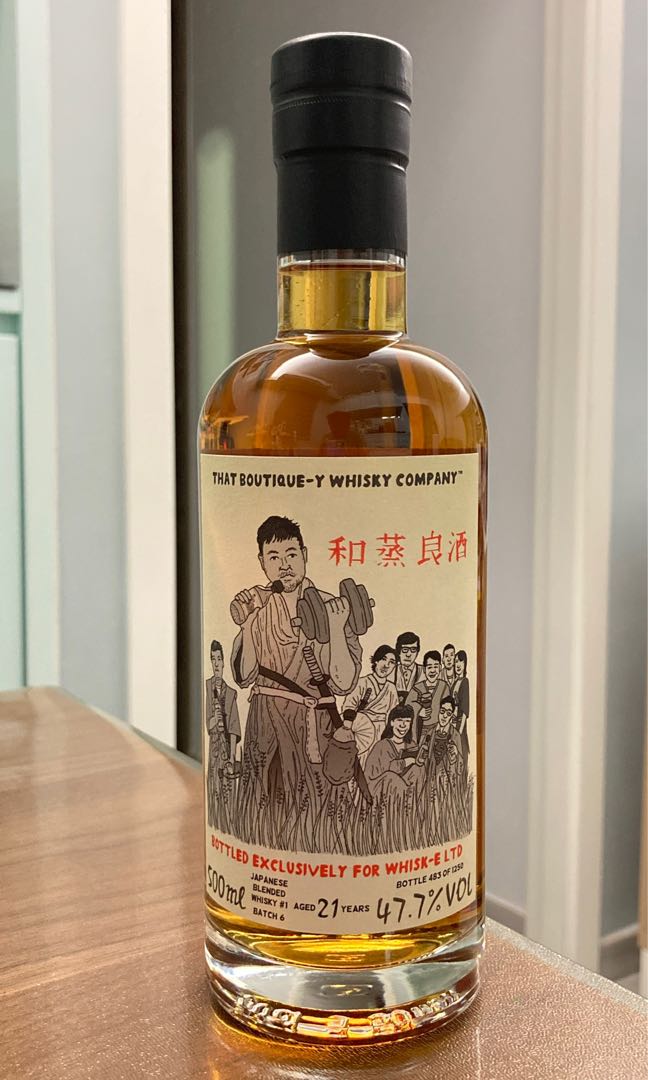 THAT BOUTIQUE-Y WHISKY COMPANY™
和蒸良酒
BOTTLED EXCLUSIVELY FOR WHISK-E LTD
500ml
JAPANESE
BLENDED
WHISKY #1
BATCH 6
AGED 21 YEARS
BOTTLE 483 OF 1250
47.7% VOL